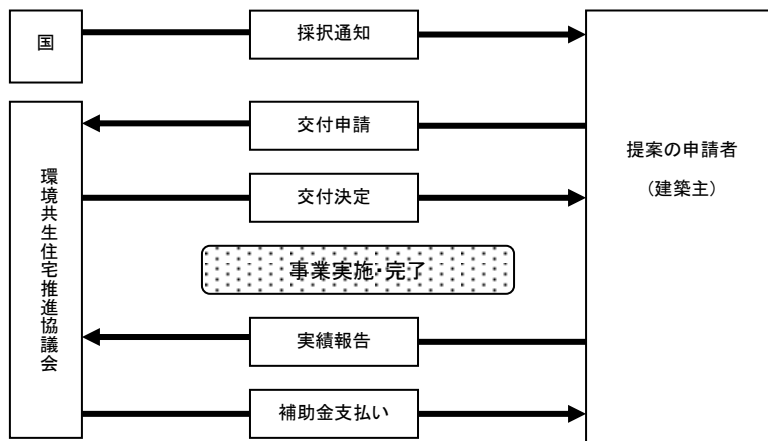 国
採択通知
交付申請
提案の申請者
（建築主）
環境共生住宅推進協議会
交付決定
事業実施・完了
実績報告
補助金支払い